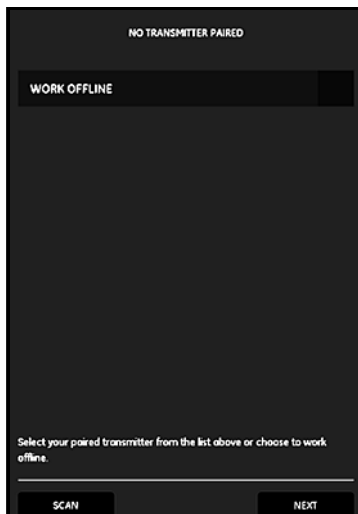 NO TRANSMITTER PAIRED
WORK OFFLINE
Select your paired transmitter from the list above or choose to work
offline.
SCAN
NEXT